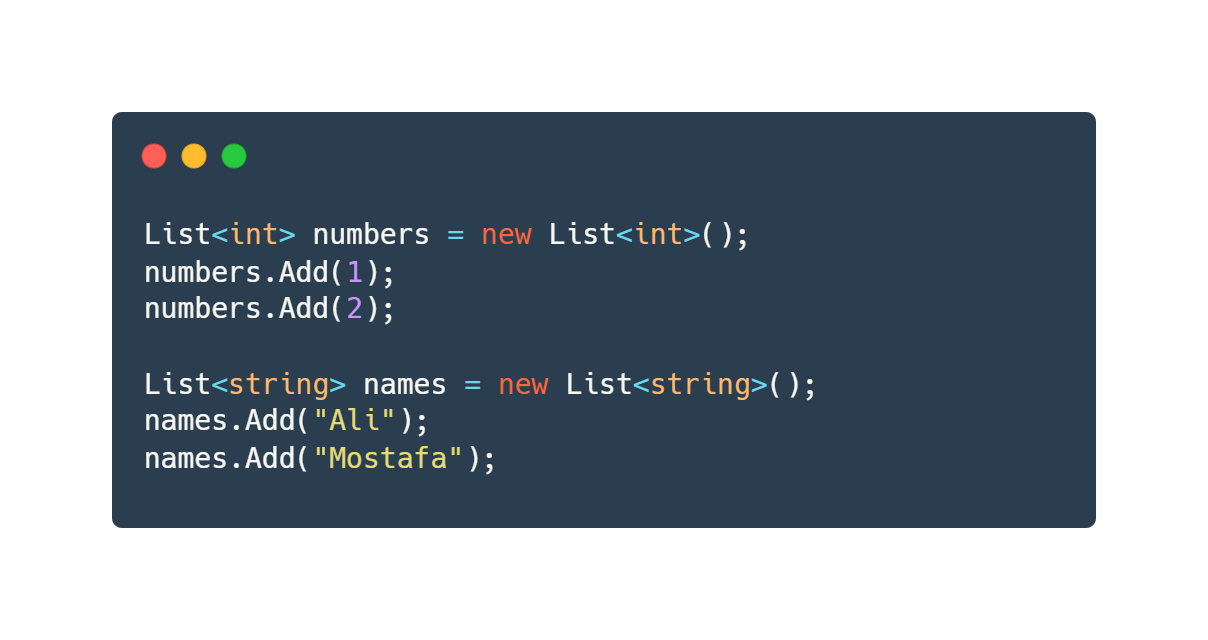 List<int> numbers = new List<int>();
numbers.Add(1);
numbers.Add(2);
List<string> names = new List<string>();
names.Add("Ali");
names.Add("Mostafa");